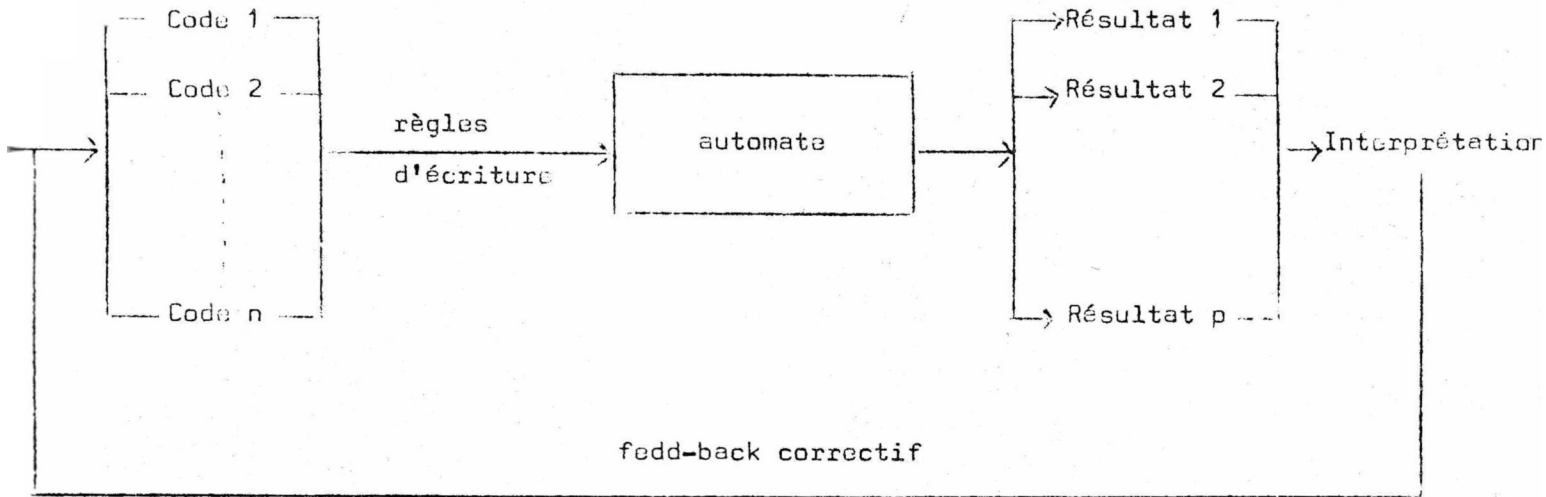 Code 1
Code 2
Code n
règles
d'écriture
automate
Résultat 1
Résultat 2
Résultat p
Interprétation
fedd-back correctif